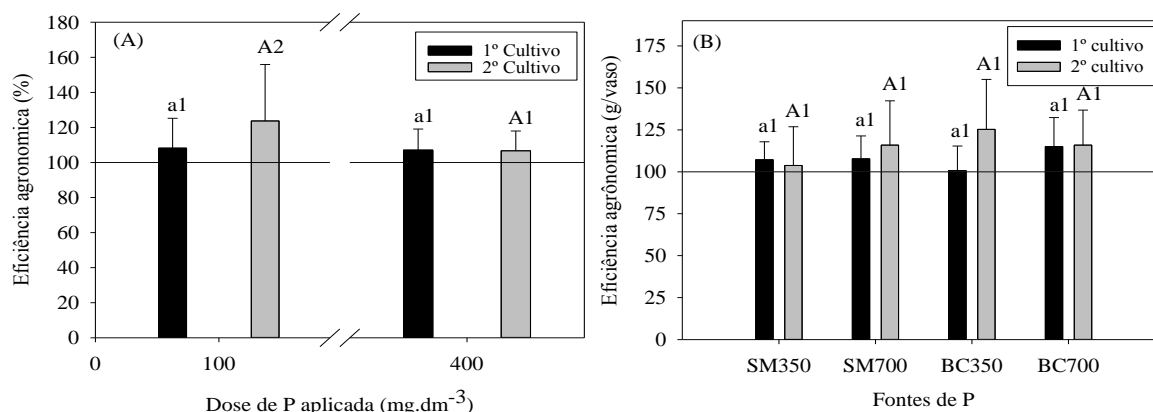 (A)
Eficiência agronomica (%)
180
160
140
120
100
80
60
40
20
0
1º Cultivo
2º Cultivo
a1
A2
a1
A1
0
100
400
Dose de P aplicada (mg.dm-3)
(B)
Eficiência agrônomica (g/vaso)
175
150
125
100
75
50
25
0
1º cultivo
2º cultivo
a1
A1
a1
A1
a1
A1
a1
A1
SM350 SM700 BC350 BC700
Fontes de P